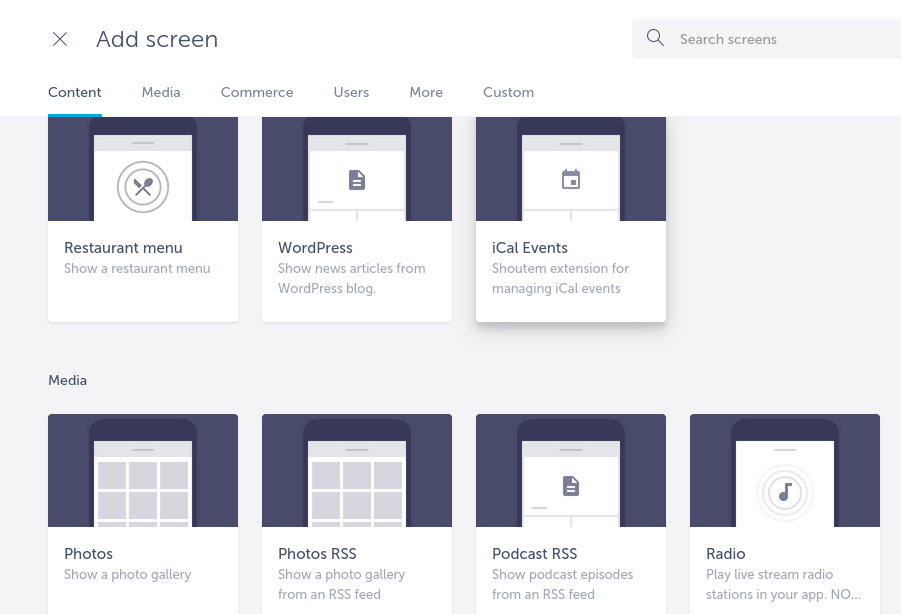 Add screen
Search screens
Content
Media
Commerce
Users
More
Custom
Restaurant menu
Show a restaurant menu
WordPress
Show news articles from
WordPress blog.
iCal Events
Shoutem extension for
managing iCal events
Media
Photos
Show a photo gallery
Photos RSS
Show a photo gallery
from an RSS feed
Podcast RSS
Show podcast episodes
from an RSS feed
Radio
Play live stream radio
stations in your app. NO...